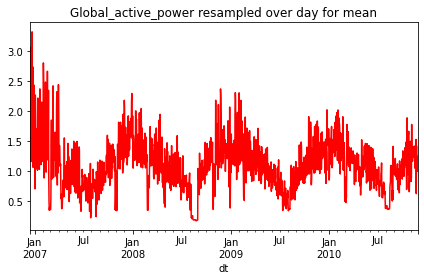 Global_active_power resampled over day for mean
3.0
2.5
2.0
1.5
1.0
0.5
Jan Jul Jan Jul Jan Jul Jan Jul
2007 2008 2009 2010
dt